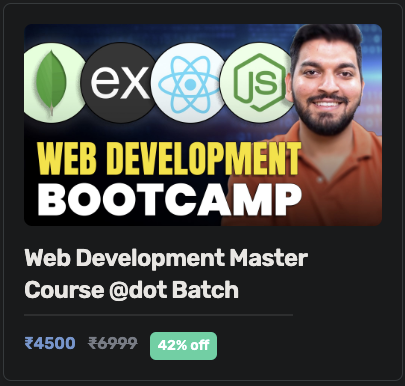 ex
JS
WEB DEVELOPMENT
BOOTCAMP
Web Development Master
Course @dot Batch
₹4500 ₹6999 42% off